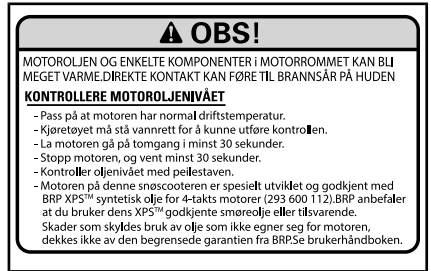 OBS!
MOTOROLJEN OG ENKELTE KOMPONENTER i MOTORROMMET KAN BLI
MEGET VARME.DIREKTE KONTAKT KAN FØRE TIL BRANNSÅR PÅ HUDEN
KONTROLLERE MOTOROLJENIVÅET
- Pass på at motoren har normal driftstemperatur.
- Kjøretøyet må stå vannrett for å kunne utføre kontrollen.
- La motoren gå på tomgang i minst 30 sekunder.
- Stopp motoren, og vent minst 30 sekunder.
- Kontroller oljenivået med peilestaven.
- Motoren på denne snøscooteren er spesielt utviklet og godkjent med
BRP XPS™ syntetisk olje for 4-takts motorer (293 600 112).BRP anbefaler
at du bruker dens XPS™ godkjente smøreolje eller tilsvarende.
Skader som skyldes bruk av olje som ikke egner seg for motoren,
dekkes ikke av den begrensede garantien fra BRP.Se brukerhåndboken.